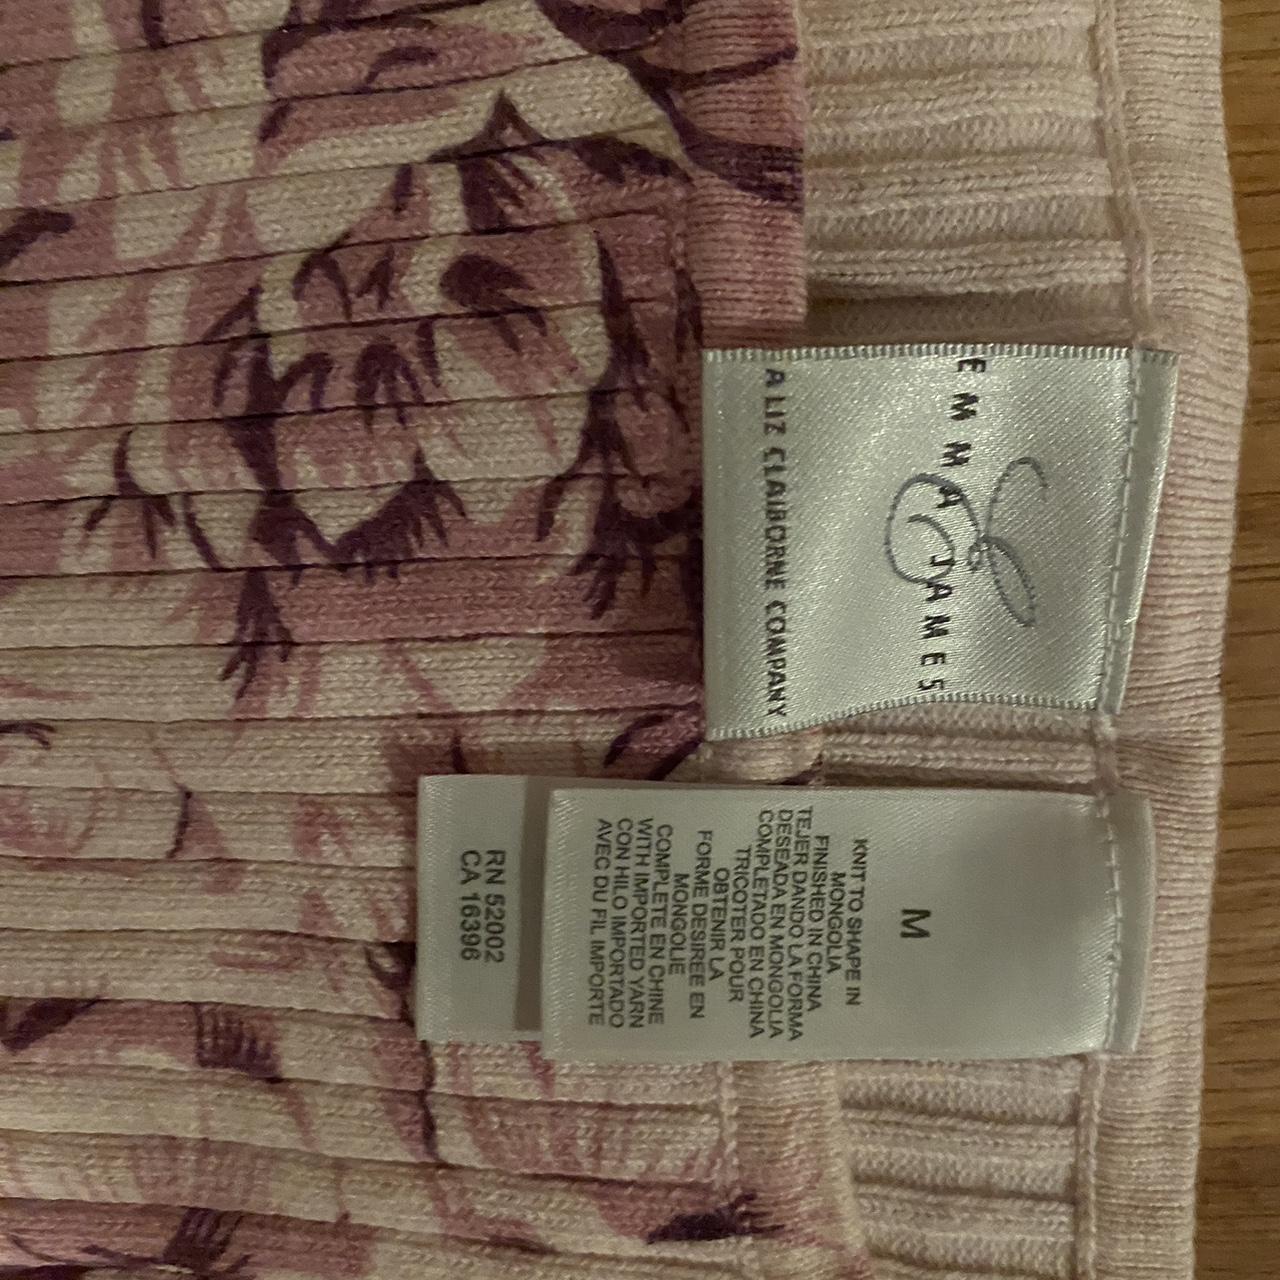 EMMA JAMES
A LIZ CLAIBORNE COMPANY
M
KNIT TO SHAPE IN
MONGOLIA
FINISHED IN CHINA
TEJER DANDO LA FORMA
DESEADA EN MONGOLIA
COMPLETADO EN CHINA
TRICOTER POUR
OBTENIR LA
FORME DESIREE EN
MONGOLIE
COMPLETE EN CHINE
WITH IMPORTED YARN
CON HILO IMPORTADO
AVEC DU FIL IMPORTE
RN 52002
CA 16396